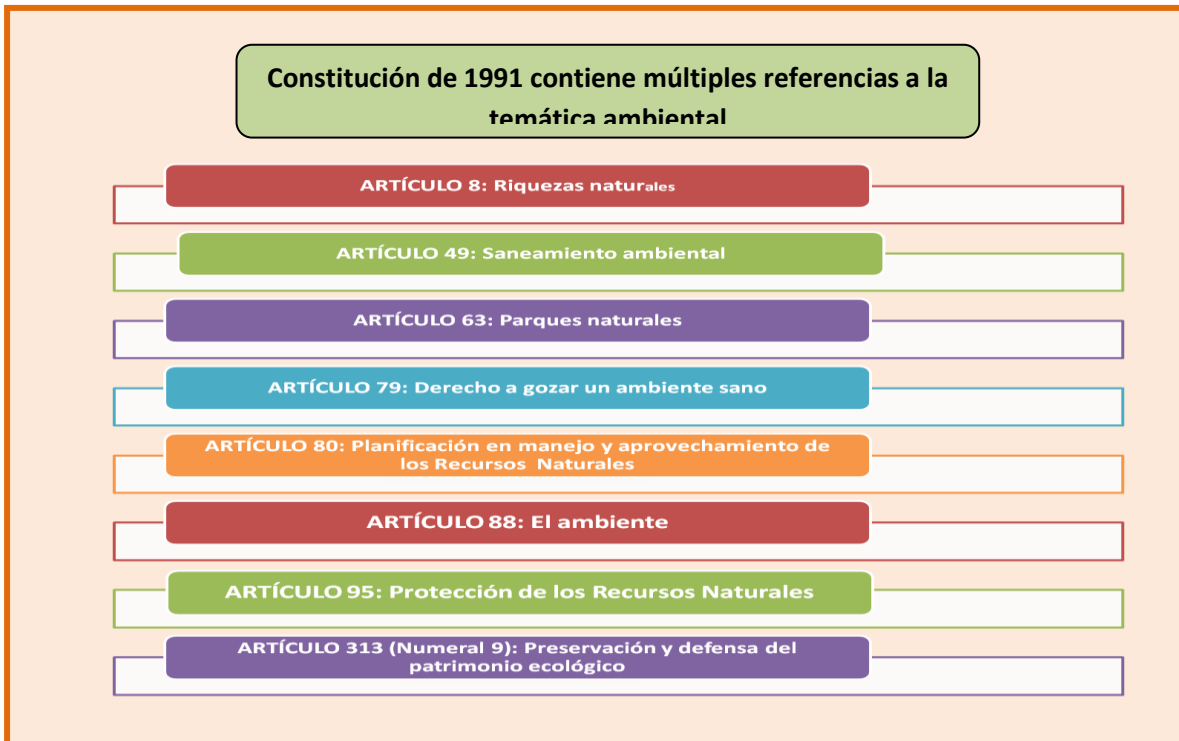 Constitución de 1991 contiene múltiples referencias a la
temática ambiental
ARTÍCULO 8: Riquezas naturales
ARTÍCULO 49: Saneamiento ambiental
ARTÍCULO 63: Parques naturales
ARTÍCULO 79: Derecho a gozar un ambiente sano
ARTÍCULO 80: Planificación en manejo y aprovechamiento de
los Recursos Naturales
ARTÍCULO 88: El ambiente
ARTÍCULO 95: Protección de los Recursos Naturales
ARTÍCULO 313 (Numeral 9): Preservación y defensa del
patrimonio ecológico